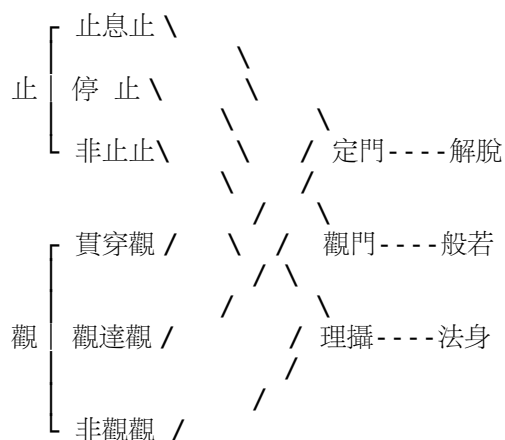 止息止
止 停 止
非止止 定門----解脫
貫穿觀 觀門----般若
觀 觀達觀 理攝----法身
非觀觀